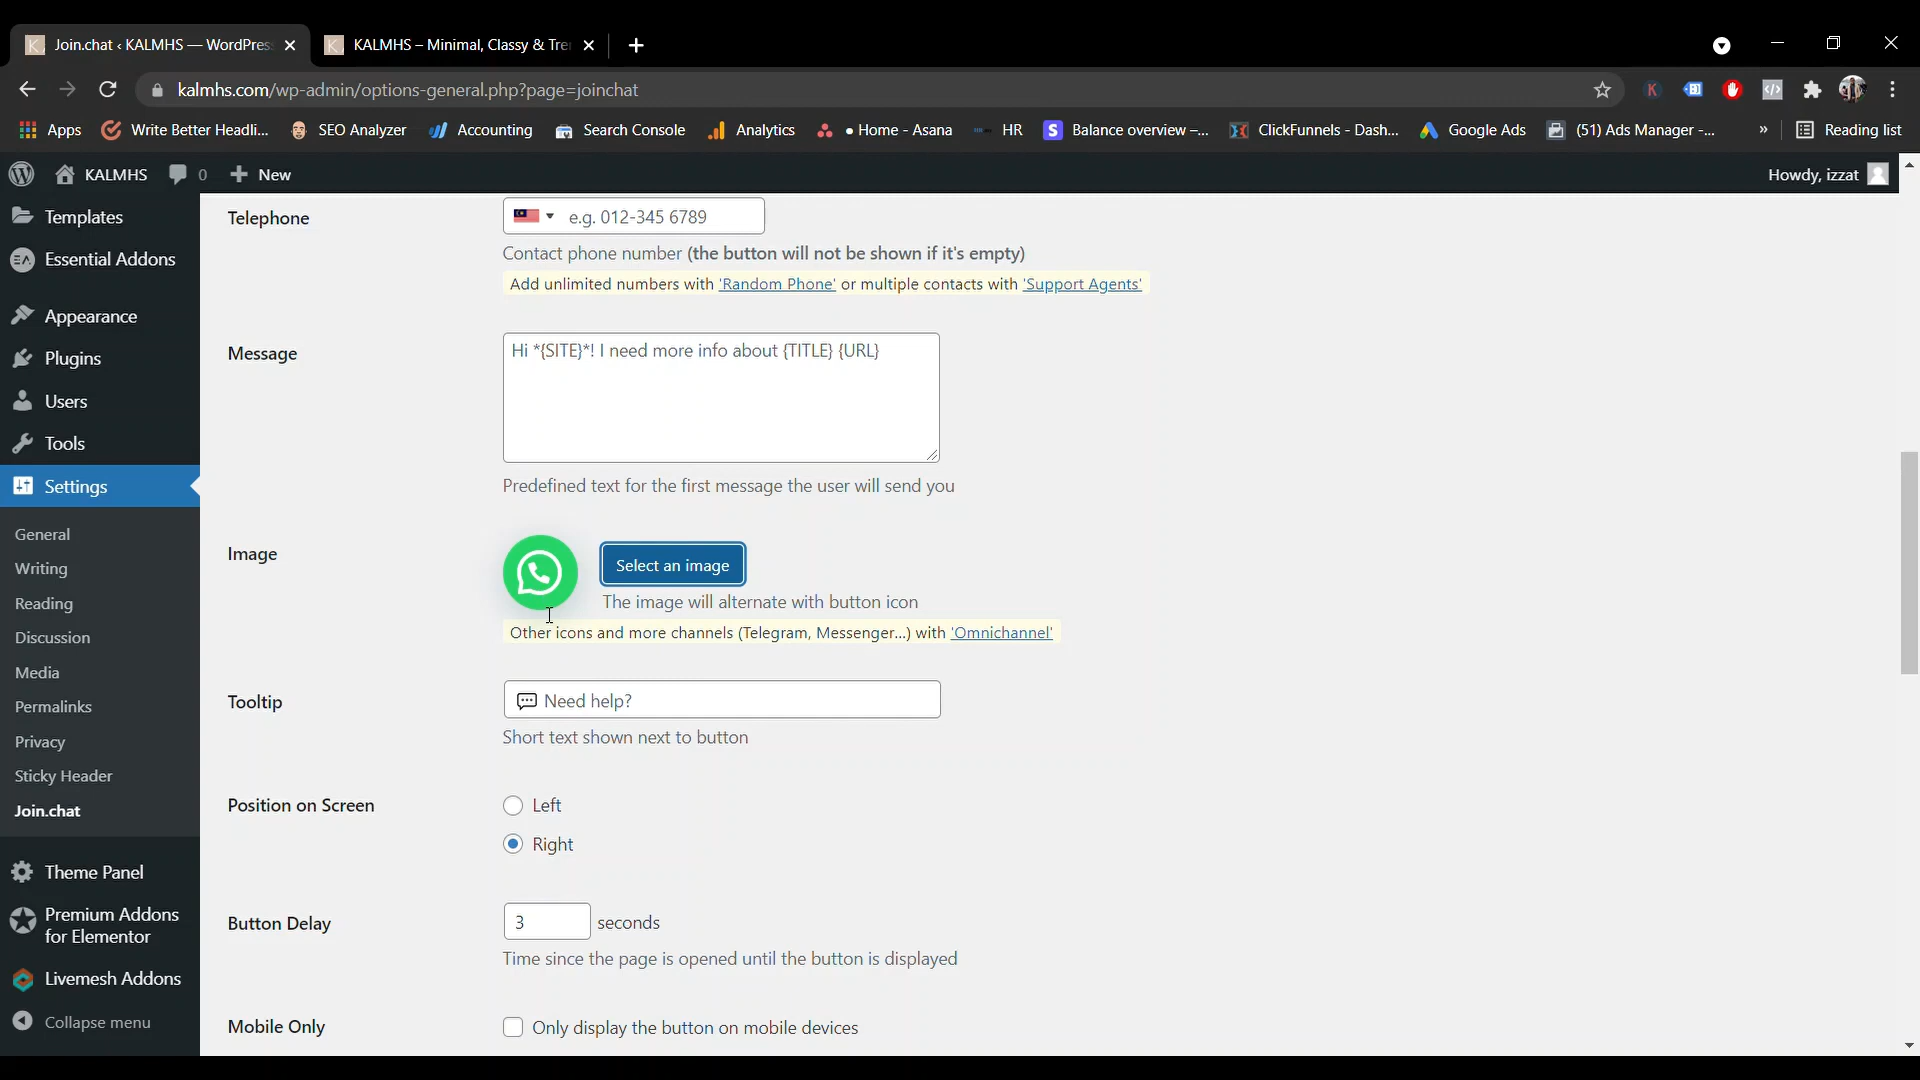 Join.chat ‹ KALMHS — WordPres
KALMHS – Minimal, Classy & Tre
kalmhs.com/wp-admin/options-general.php?page=joinchat
Apps
Write Better Headli...
SEO Analyzer
Accounting
Search Console
Analytics
• Home - Asana
HR
Balance overview –...
ClickFunnels - Dash...
Google Ads
(51) Ads Manager -...
»
Reading list
KALMHS
0
New
Howdy, izzat
Templates
Essential Addons
Appearance
Plugins
Users
Tools
Settings
General
Writing
Reading
Discussion
Media
Permalinks
Privacy
Sticky Header
Join.chat
Theme Panel
Premium Addons
for Elementor
Livemesh Addons
Collapse menu
Telephone
e.g. 012-345 6789
Contact phone number (the button will not be shown if it's empty)
Add unlimited numbers with 'Random Phone' or multiple contacts with 'Support Agents'
Message
Hi *{SITE}*! I need more info about {TITLE} {URL}
Predefined text for the first message the user will send you
Image
Select an image
The image will alternate with button icon
Other icons and more channels (Telegram, Messenger...) with 'Omnichannel'
Tooltip
💬 Need help?
Short text shown next to button
Position on Screen
Left
Right
Button Delay
3 seconds
Time since the page is opened until the button is displayed
Mobile Only
Only display the button on mobile devices